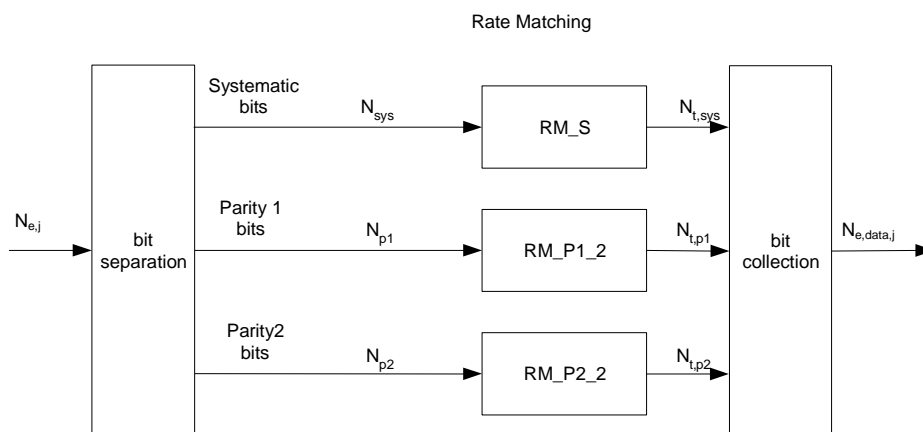 Rate Matching
Systematic
bits
N_sys
RM_S
N_t,sys
N_e,j
bit
separation
Parity 1
bits
N_p1
RM_P1_2
N_t,p1
bit
collection
N_e,data,j
Parity2
bits
N_p2
RM_P2_2
N_t,p2